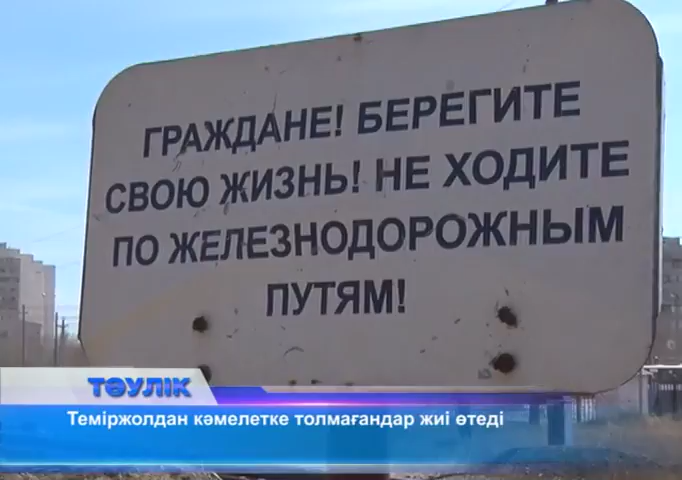 ГРАЖДАНЕ! БЕРЕГИТЕ
СВОЮ ЖИЗНЬ! НЕ ХОДИТЕ
ПО ЖЕЛЕЗНОДОРОЖНЫМ
ПУТЯМ!
ТӘУЛІК
Теміржолдан кәмелетке толмағандар жиі өтеді